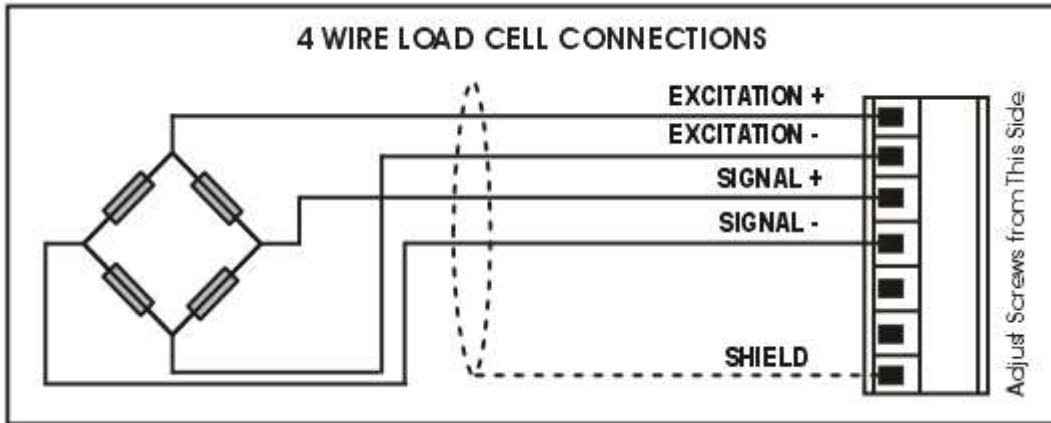 4 WIRE LOAD CELL CONNECTIONS
EXCITATION +
EXCITATION -
SIGNAL +
SIGNAL -
SHIELD
Adjust Screws from This Side